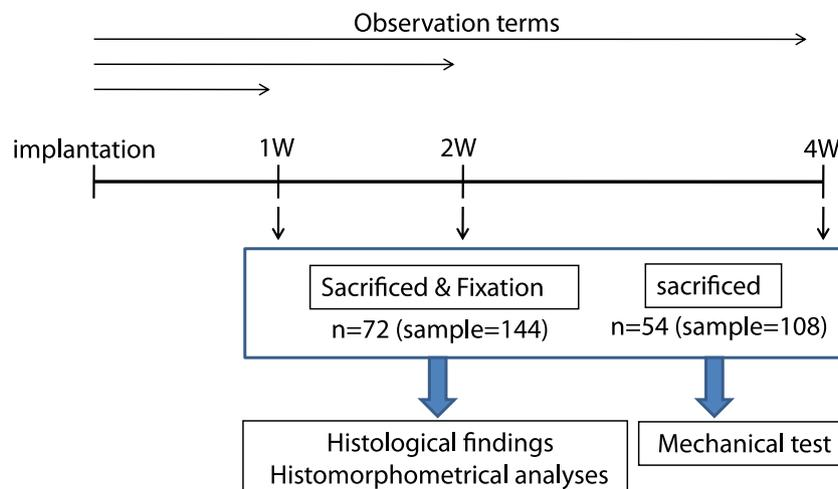 Observation terms
implantation
1W
2W
4W
Sacrificed & Fixation
sacrificed
n=72 (sample=144)
n=54 (sample=108)
Histological findings
Histomorphometrical analyses
Mechanical test